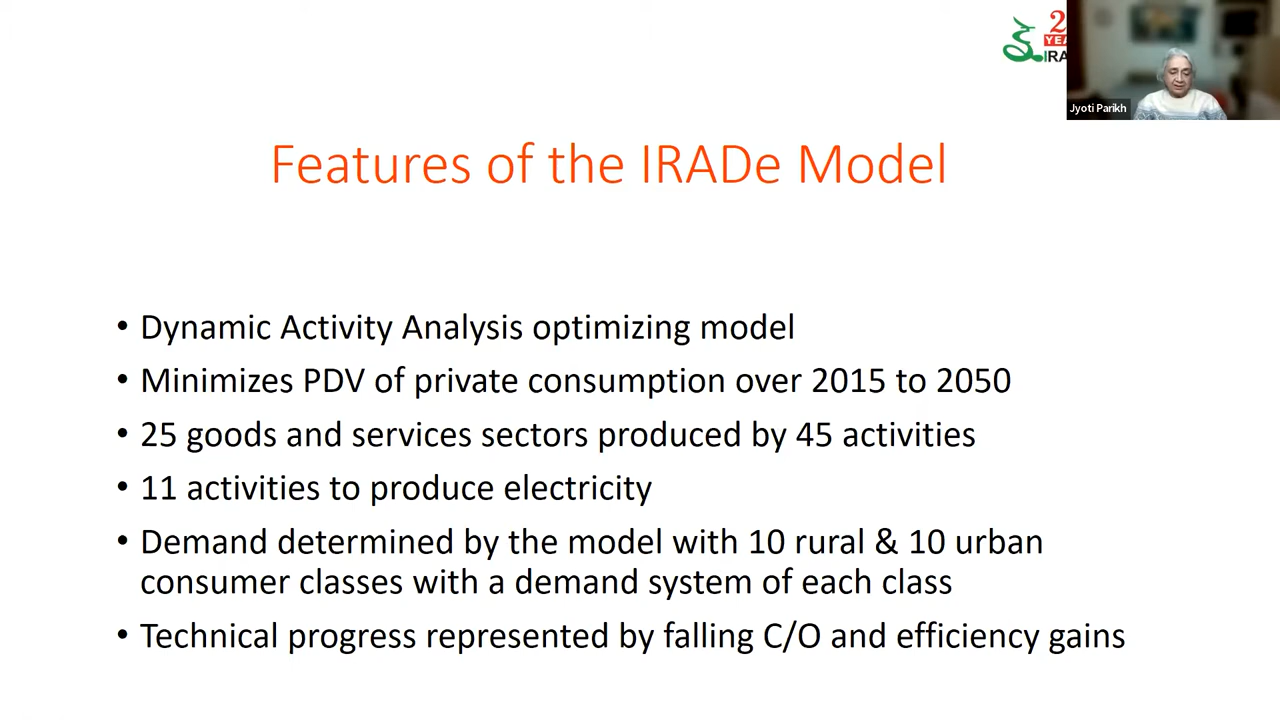 2
YEA
IRA
Jyoti Parikh
Features of the IRADe Model
• Dynamic Activity Analysis optimizing model
• Minimizes PDV of private consumption over 2015 to 2050
• 25 goods and services sectors produced by 45 activities
• 11 activities to produce electricity
• Demand determined by the model with 10 rural & 10 urban
consumer classes with a demand system of each class
• Technical progress represented by falling C/O and efficiency gains